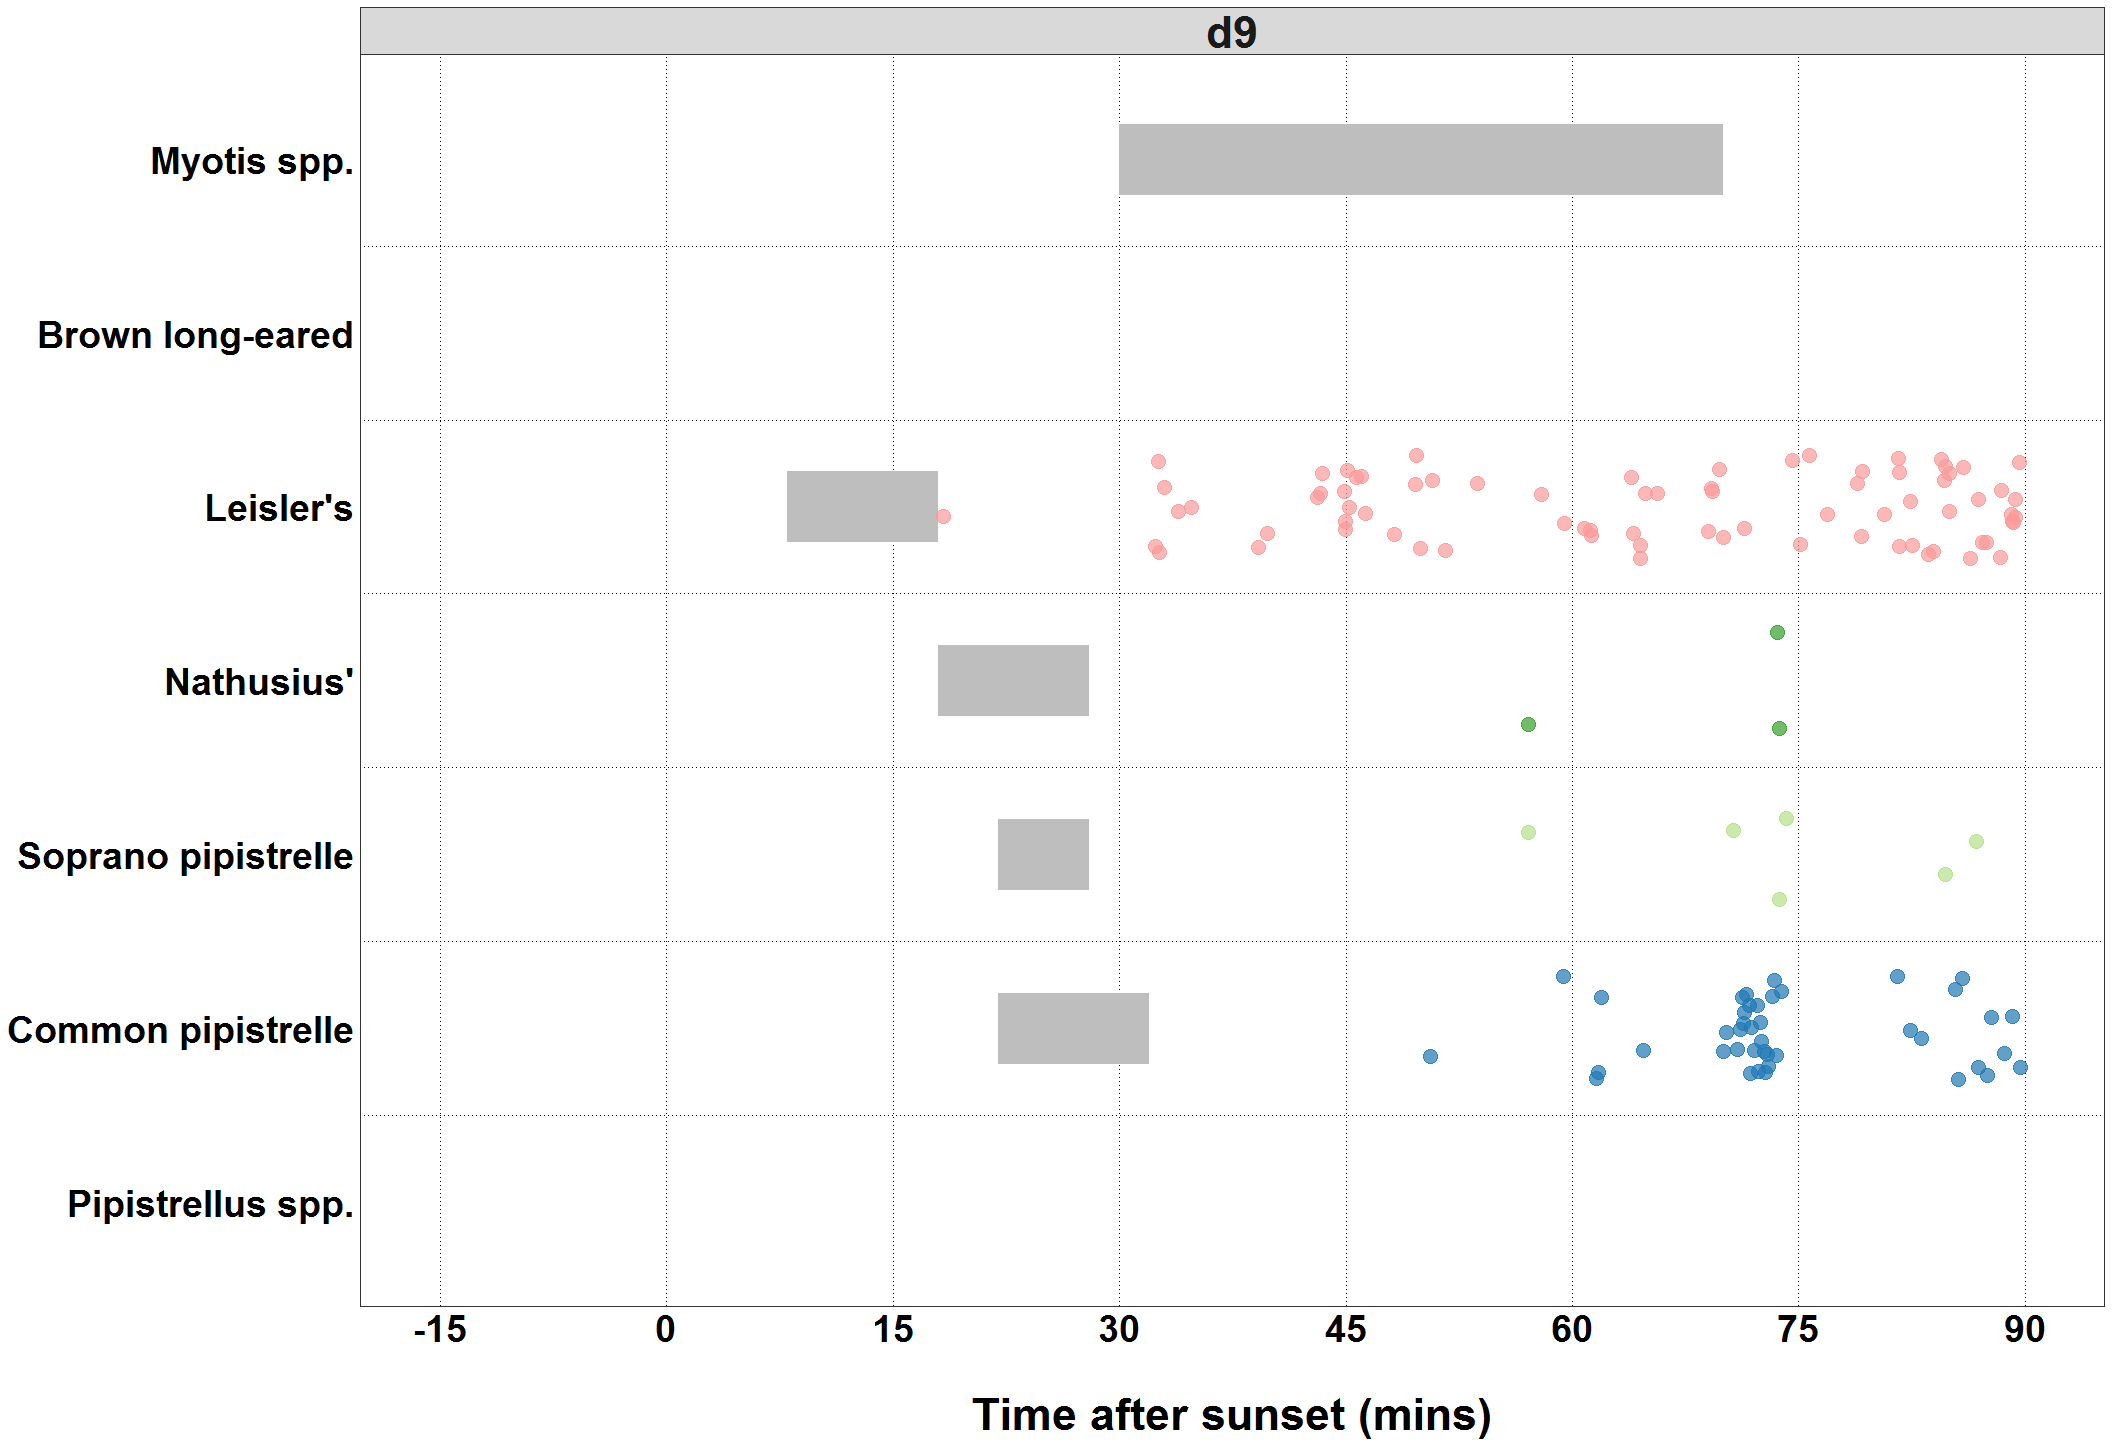 d9
Myotis spp.
Brown long-eared
Leisler's
Nathusius'
Soprano pipistrelle
Common pipistrelle
Pipistrellus spp.
-15 0 15 30 45 60 75 90
Time after sunset (mins)